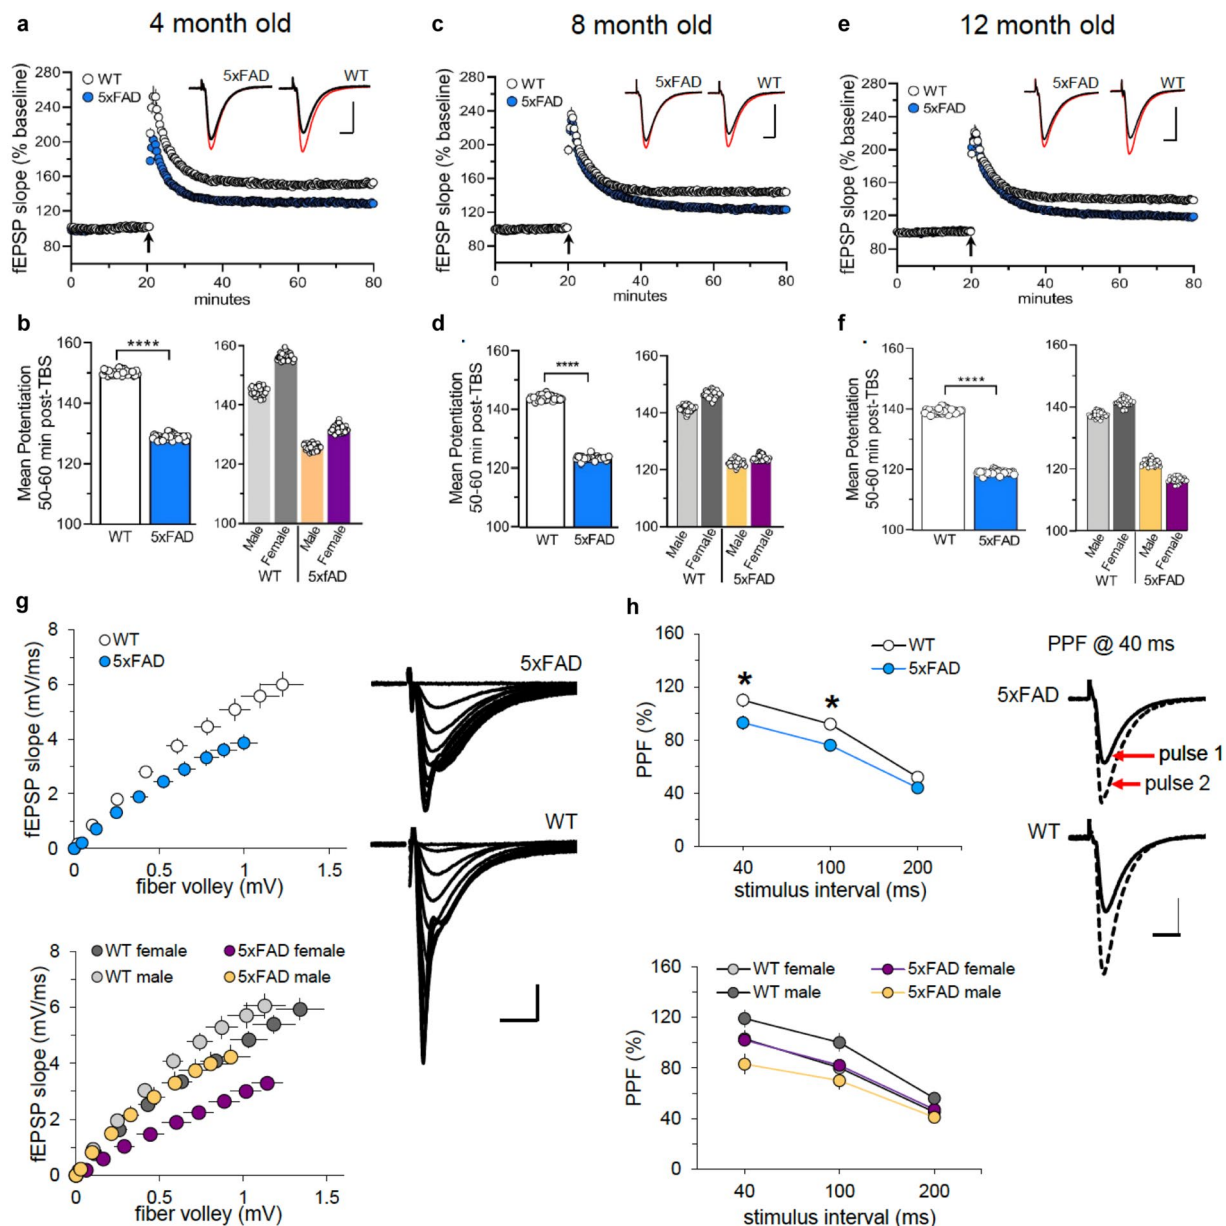 a 4 month old
c 8 month old
e 12 month old
fEPSP slope (% baseline)
280
240
200
160
120
80
WT
5xFAD
5xFAD WT
0 20 40 60 80
minutes
fEPSP slope (% baseline)
280
240
200
160
120
80
WT
5xFAD
5xFAD WT
0 20 40 60 80
minutes
fEPSP slope (% baseline)
280
240
200
160
120
80
WT
5xFAD
5xFAD WT
0 20 40 60 80
minutes
b
Mean Potentiation
50-60 min post-TBS
160
150
130
120
100
****
WT 5xFAD
160
140
120
100
Male Female Male Female
WT 5xfAD
d
Mean Potentiation
50-60 min post-TBS
160
140
120
100
****
WT 5xFAD
160
140
120
100
Male Female Male Female
WT 5xFAD
f
Mean Potentiation
50-60 min post-TBS
160
140
120
100
****
WT 5xFAD
160
140
120
100
Male Female Male Female
WT 5xFAD
g
fEPSP slope (mV/ms)
8
6
4
2
0
WT
5xFAD
0 0.5 1 1.5
fiber volley (mV)
5xFAD
WT
fEPSP slope (mV/ms)
8
6
4
2
0
WT female 5xFAD female
WT male 5xFAD male
0 0.5 1 1.5
fiber volley (mV)
h
PPF (%)
160
120
80
40
0
WT
5xFAD
* *
40 100 200
stimulus interval (ms)
PPF @ 40 ms
5xFAD
pulse 1
pulse 2
WT
PPF (%)
160
120
80
40
0
WT female 5xFAD female
WT male 5xFAD male
40 100 200
stimulus interval (ms)